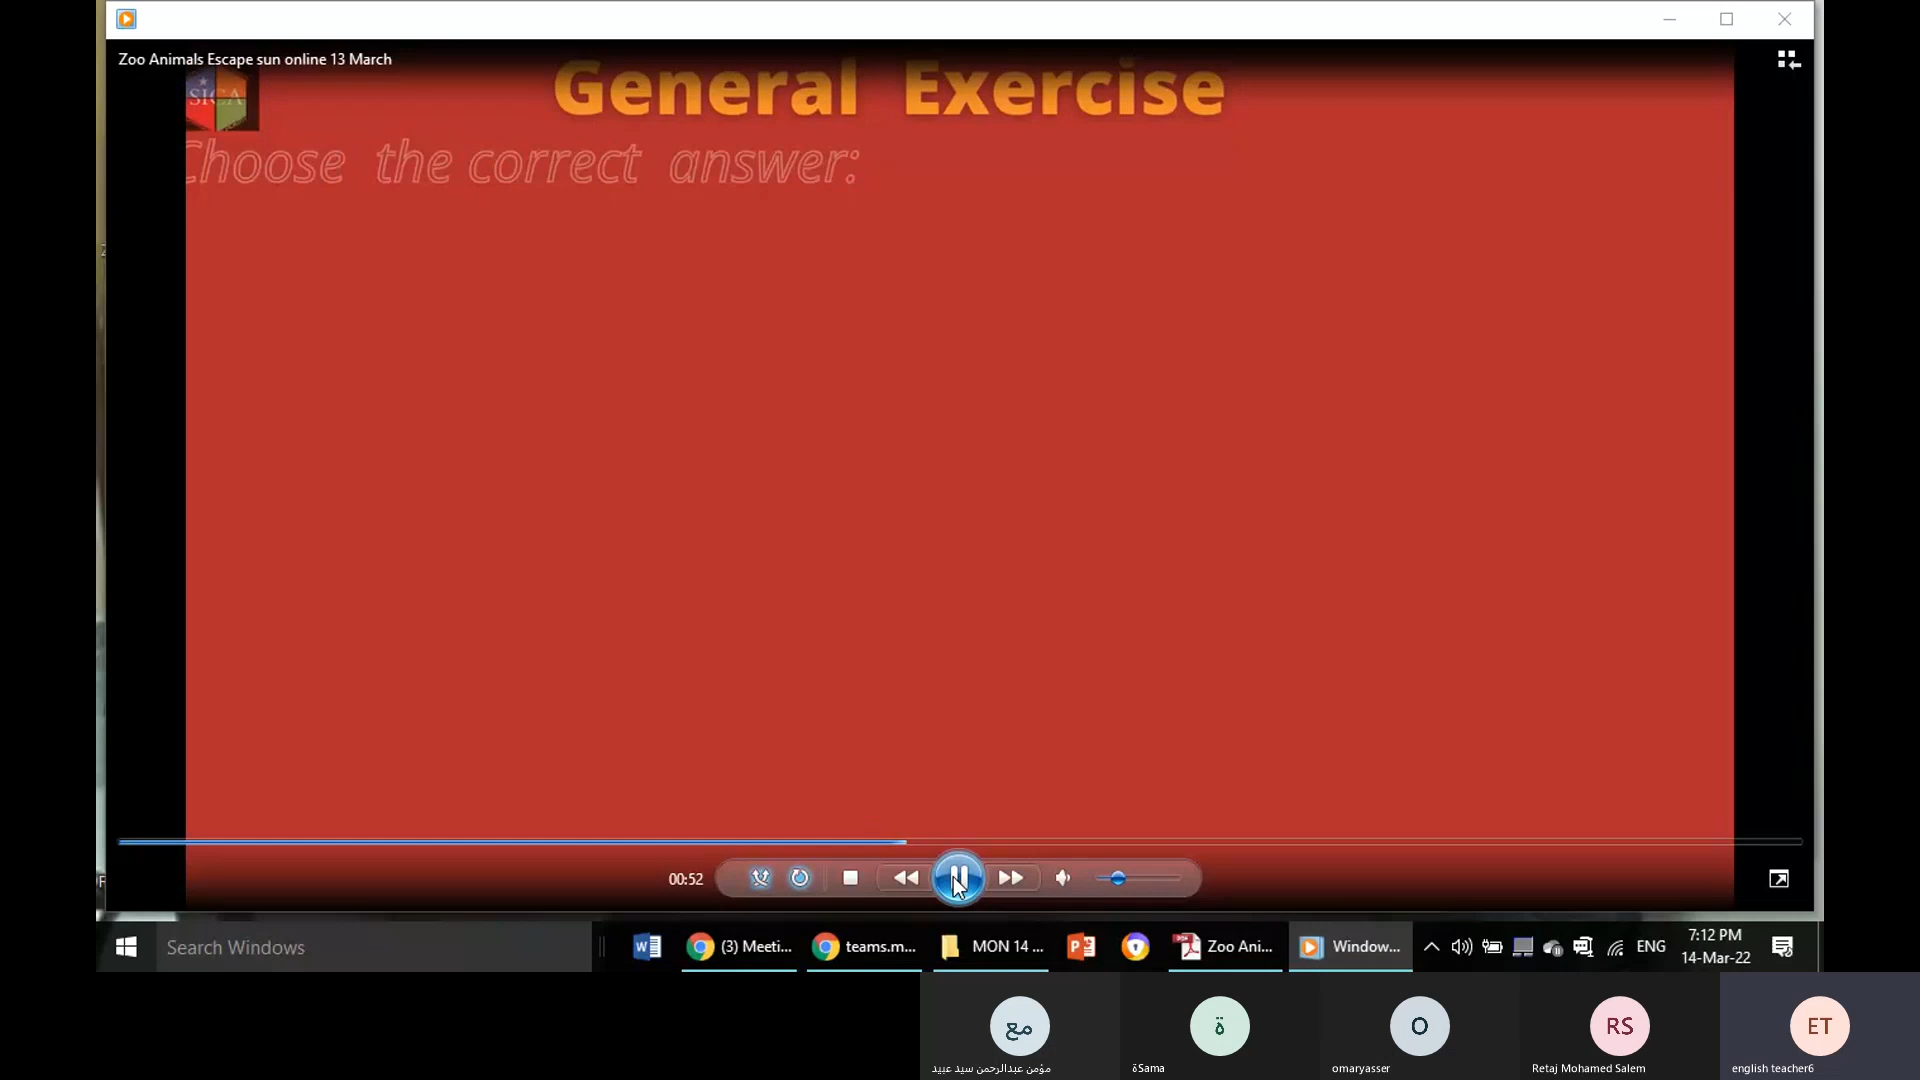 Zoo Animals Escape sun online 13 March
SICA
General Exercise
Choose the correct answer:
00:52
Search Windows
(3) Meeti...
teams.m...
MON 14 ...
Zoo Ani...
Window...
ENG
7:12 PM
14-Mar-22
مع
ة
O
RS
ET
مؤمن عبدالرحمن سيد عبيد
Samaة
omaryasser
Retaj Mohamed Salem
english teacher6